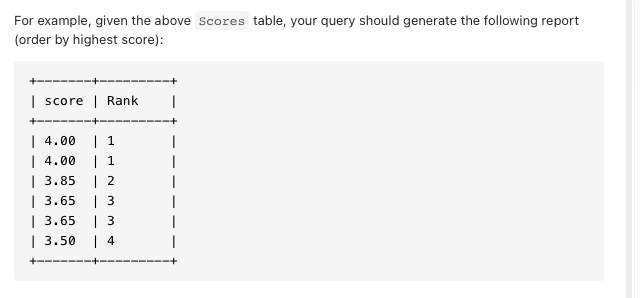 For example, given the above Scores table, your query should generate the following report
(order by highest score):
+-------+---------+
| score | Rank    |
+-------+---------+
| 4.00  | 1       |
| 4.00  | 1       |
| 3.85  | 2       |
| 3.65  | 3       |
| 3.65  | 3       |
| 3.50  | 4       |
+-------+---------+